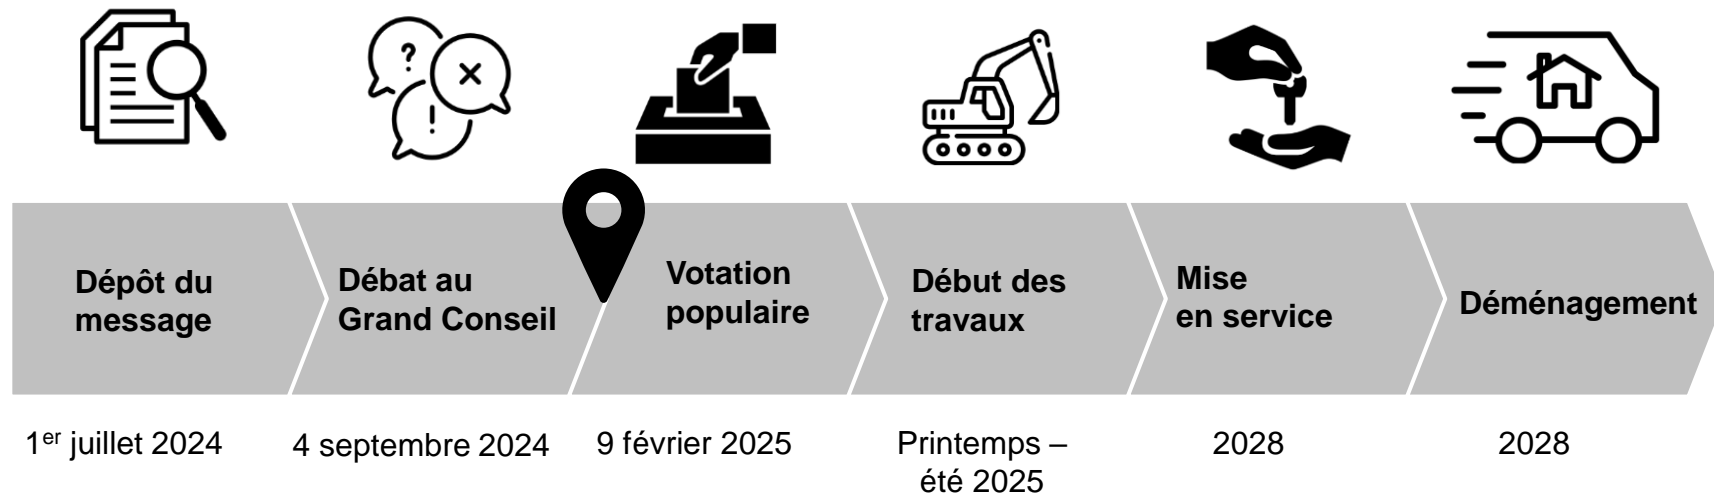 ?
!
Dépôt du
message
Débat au
Grand Conseil
Votation
populaire
Début des
travaux
Mise
en service
Déménagement
1er juillet 2024
4 septembre 2024
9 février 2025
Printemps –
été 2025
2028
2028